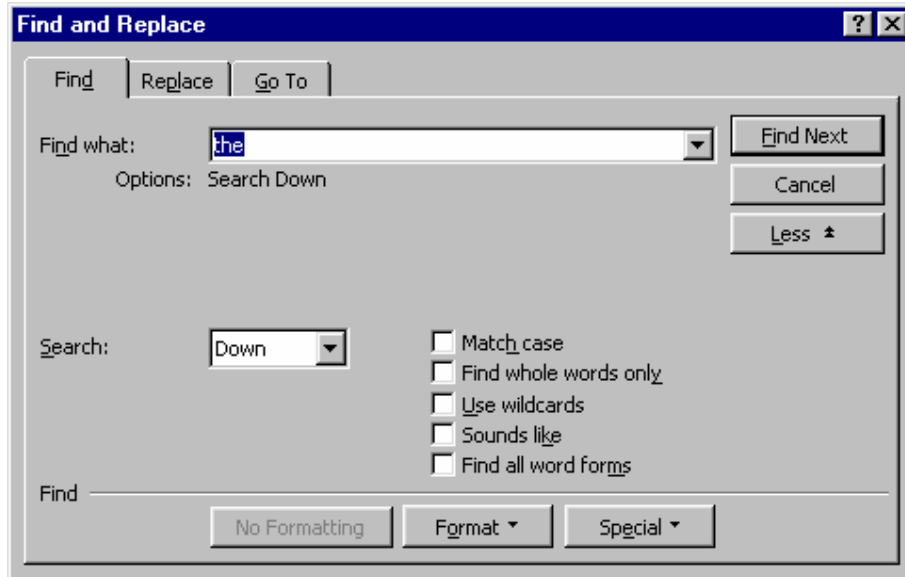 Find and Replace
Find Replace Go To
Find what: the Find Next
Options: Search Down Cancel
Less
Search: Down Match case
Find whole words only
Use wildcards
Sounds like
Find all word forms
Find
No Formatting Format Special